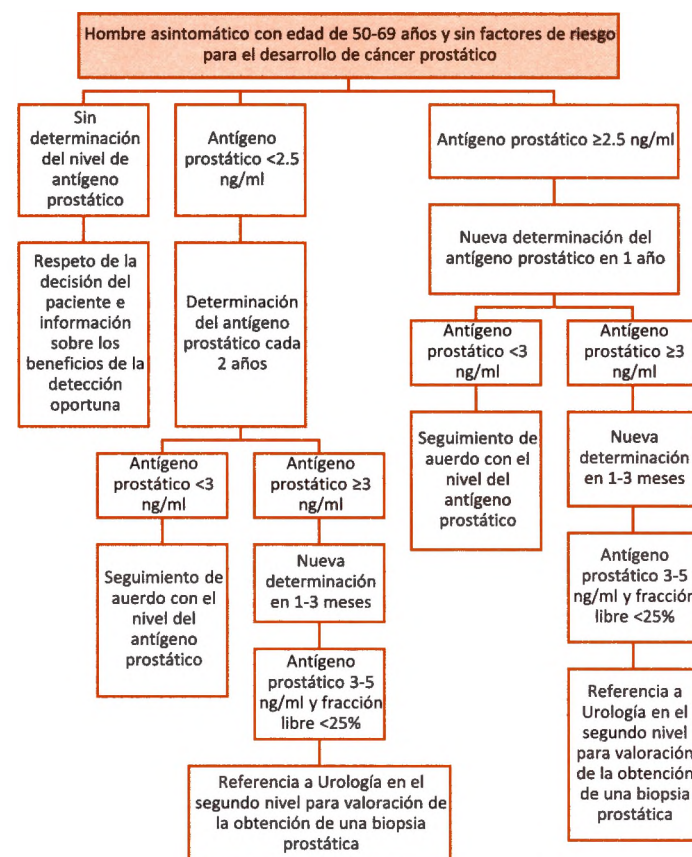 Hombre asintomático con edad de 50-69 años y sin factores de riesgo
para el desarrollo de cáncer prostático
Sin
determinación
del nivel de
antígeno
prostático
Respeto de la
decisión del
paciente e
información
sobre los
beneficios de la
detección
oportuna
Antígeno
prostático <2.5
ng/ml
Determinación
del antígeno
prostático cada
2 años
Antígeno
prostático <3
ng/ml
Seguimiento de
auerdo con el
nivel del
antígeno
prostático
Antígeno
prostático ≥3
ng/ml
Nueva
determinación
en 1-3 meses
Antígeno
prostático 3-5
ng/ml y fracción
libre <25%
Referencia a Urología en el
segundo nivel para valoración de
la obtención de una biopsia
prostática
Antígeno prostático ≥2.5 ng/ml
Nueva determinación del
antígeno prostático en 1 año
Antígeno
prostático <3
ng/ml
Seguimiento de
auerdo con el
nivel del
antígeno
prostático
Antígeno
prostático ≥3
ng/ml
Nueva
determinación
en 1-3 meses
Antígeno
prostático 3-5
ng/ml y fracción
libre <25%
Referencia a
Urología en el
segundo nivel
para valoración
de la obtención
de una biopsia
prostática